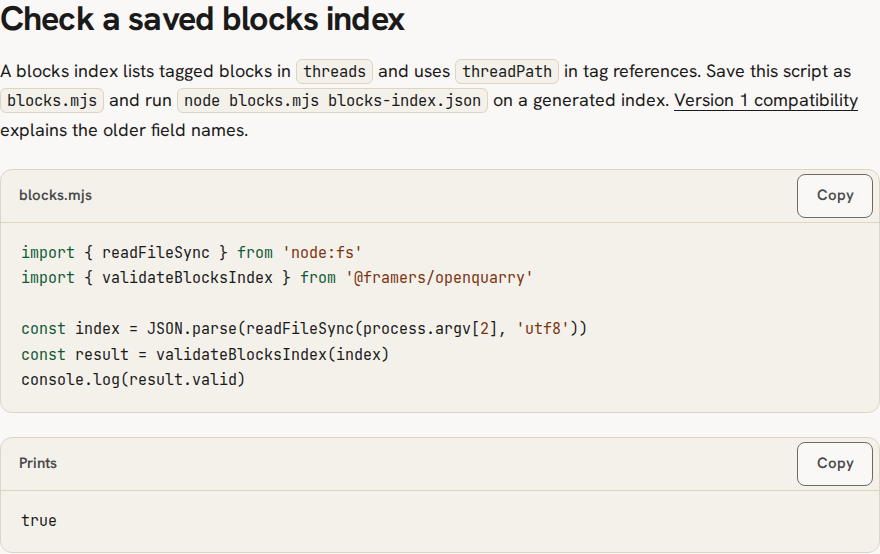 Check a saved blocks index
A blocks index lists tagged blocks in threads and uses threadPath in tag references. Save this script as
blocks.mjs and run node blocks.mjs blocks-index.json on a generated index. Version 1 compatibility
explains the older field names.
blocks.mjs
Copy
import { readFileSync } from 'node:fs'
import { validateBlocksIndex } from '@framers/openquarry'
const index = JSON.parse(readFileSync(process.argv[2], 'utf8'))
const result = validateBlocksIndex(index)
console.log(result.valid)
Prints
Copy
true